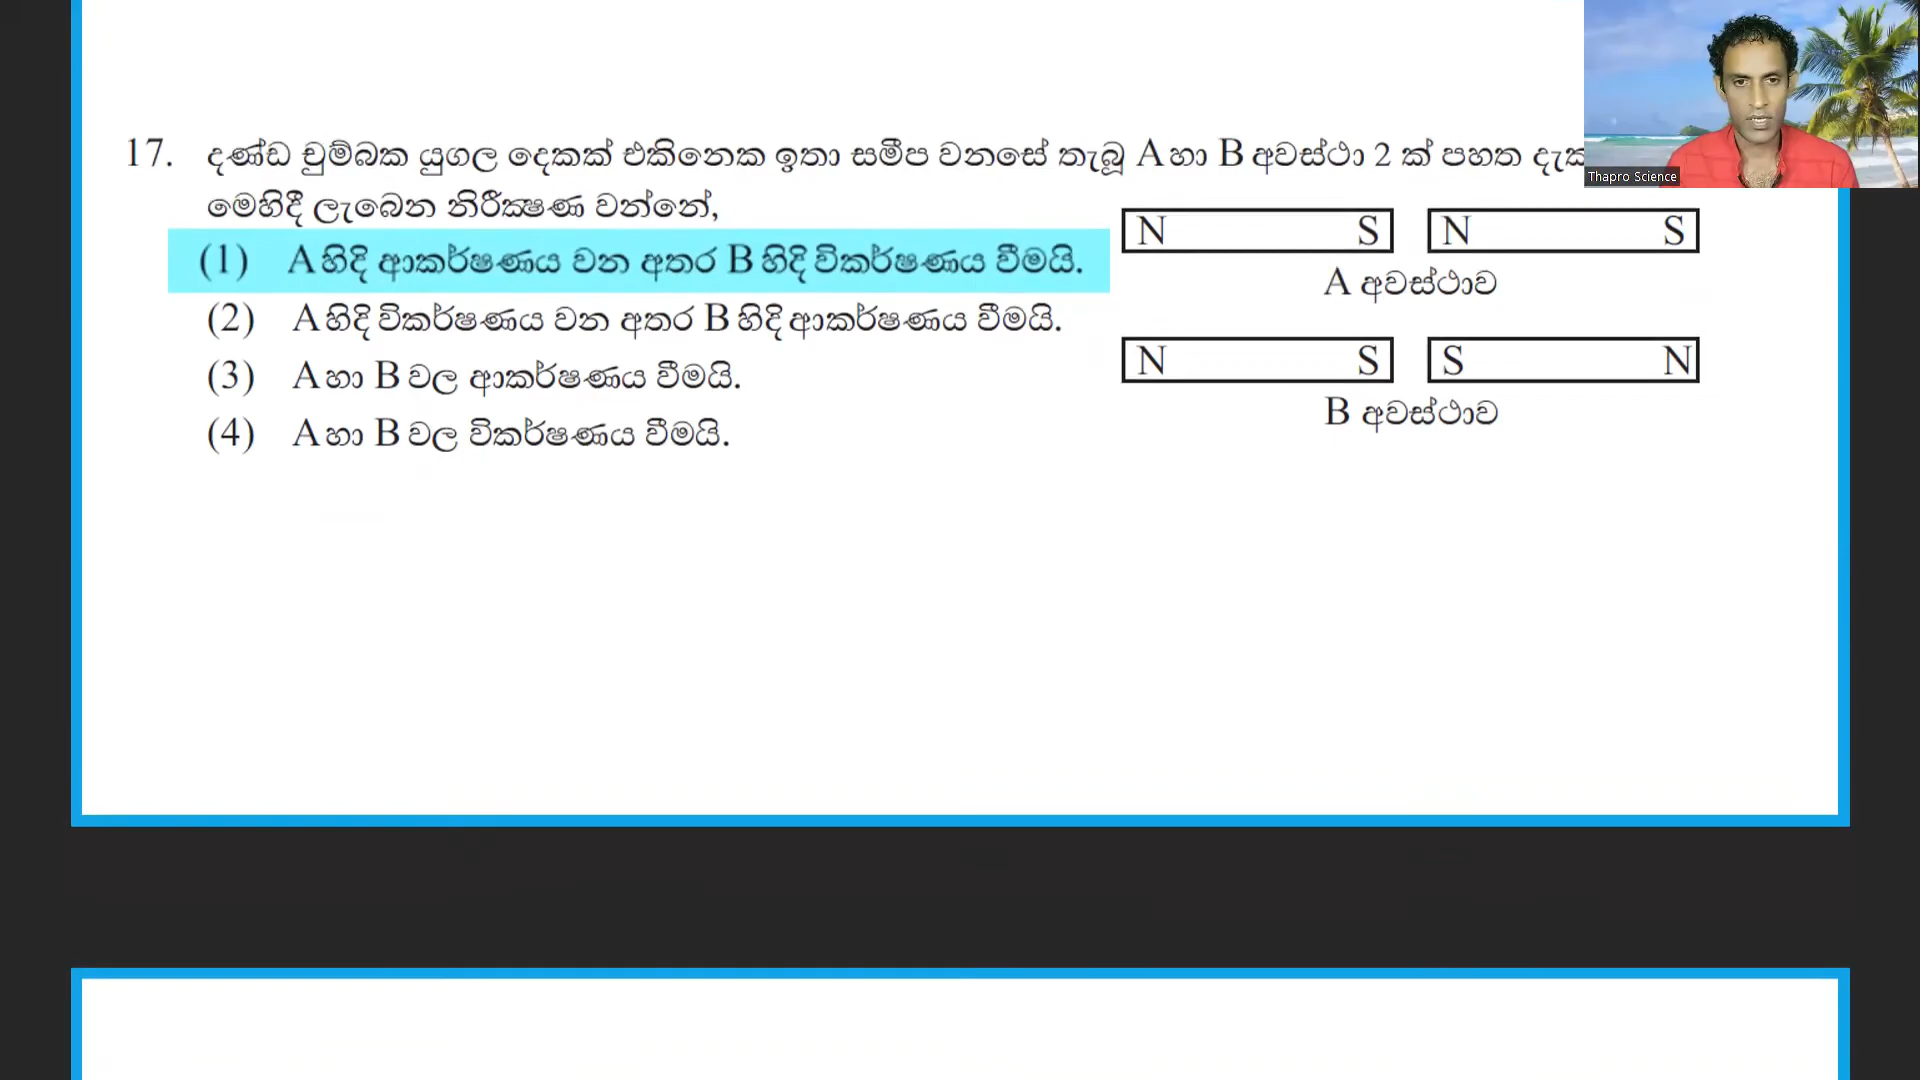 17. දණ්ඩ චුම්බක යුගල දෙකක් එකිනෙක ඉතා සමීප වනසේ තැබූ A හා B අවස්ථා 2 ක් පහත
මෙහිදී ලැබෙන නිරීක්ෂණ වන්නේ,
(1) A හිදි ආකර්ෂණය වන අතර B හිදි විකර්ෂණය වීමයි.
(2) A හිදි විකර්ෂණය වන අතර B හිදි ආකර්ෂණය වීමයි.
(3) A හා B වල ආකර්ෂණය වීමයි.
(4) A හා B වල විකර්ෂණය වීමයි.
N S N S
A අවස්ථාව
N S S N
B අවස්ථාව
Thapro Science